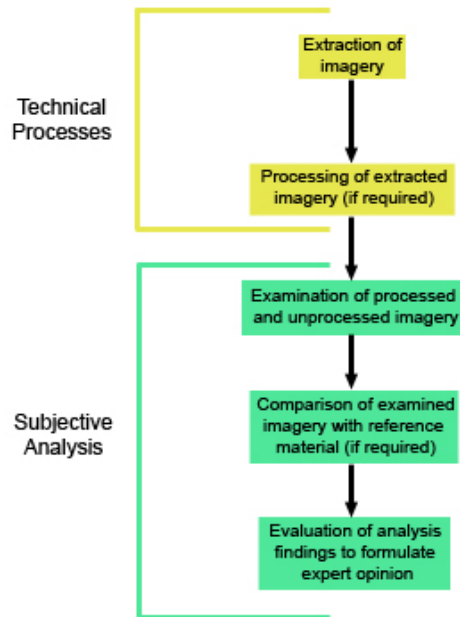 Extraction of
imagery
Technical
Processes
Processing of extracted
imagery (if required)
Examination of processed
and unprocessed imagery
Comparison of examined
imagery with reference
material (if required)
Subjective
Analysis
Evaluation of analysis
findings to formulate
expert opinion